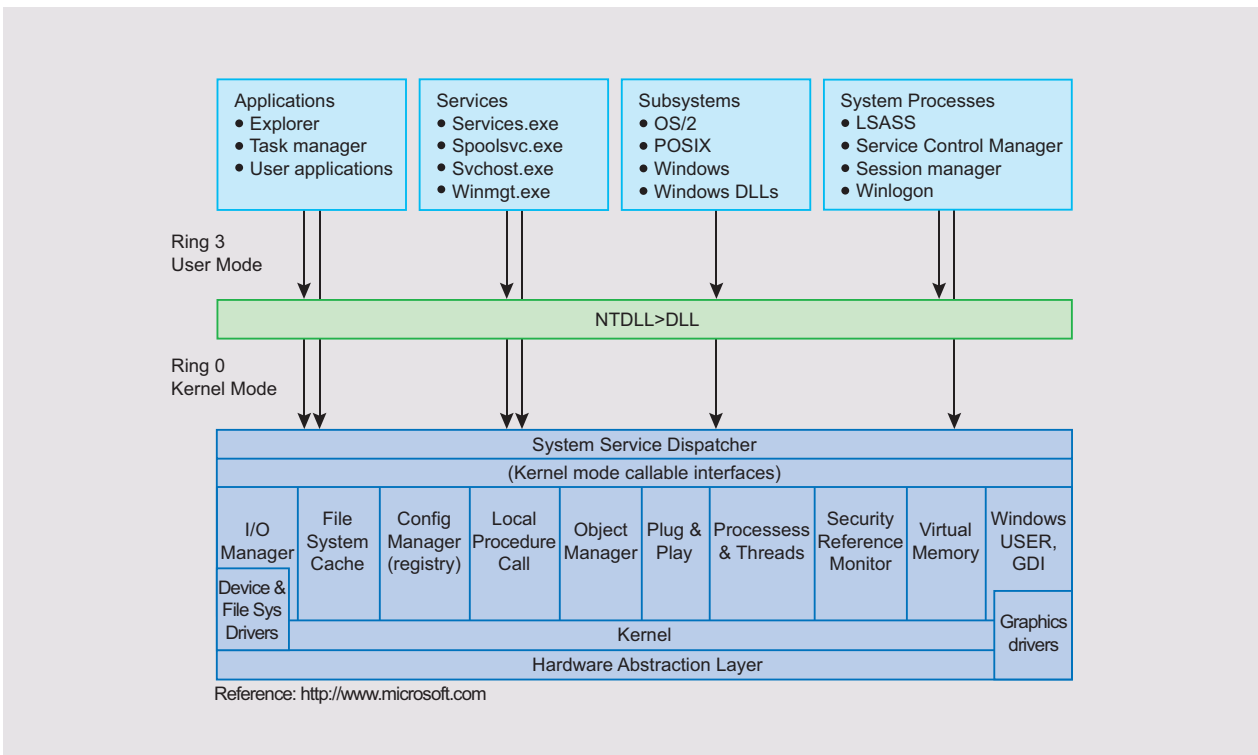 Applications
● Explorer
● Task manager
● User applications
Services
● Services.exe
● Spoolsvc.exe
● Svchost.exe
● Winmgt.exe
Subsystems
● OS/2
● POSIX
● Windows
● Windows DLLs
System Processes
● LSASS
● Service Control Manager
● Session manager
● Winlogon
Ring 3
User Mode
NTDLL>DLL
Ring 0
Kernel Mode
System Service Dispatcher
(Kernel mode callable interfaces)
I/O
Manager
File
System
Cache
Config
Manager
(registry)
Local
Procedure
Call
Object
Manager
Plug &
Play
Processess
& Threads
Security
Reference
Monitor
Virtual
Memory
Windows
USER,
GDI
Device &
File Sys
Drivers
Kernel
Graphics
drivers
Hardware Abstraction Layer
Reference: http://www.microsoft.com